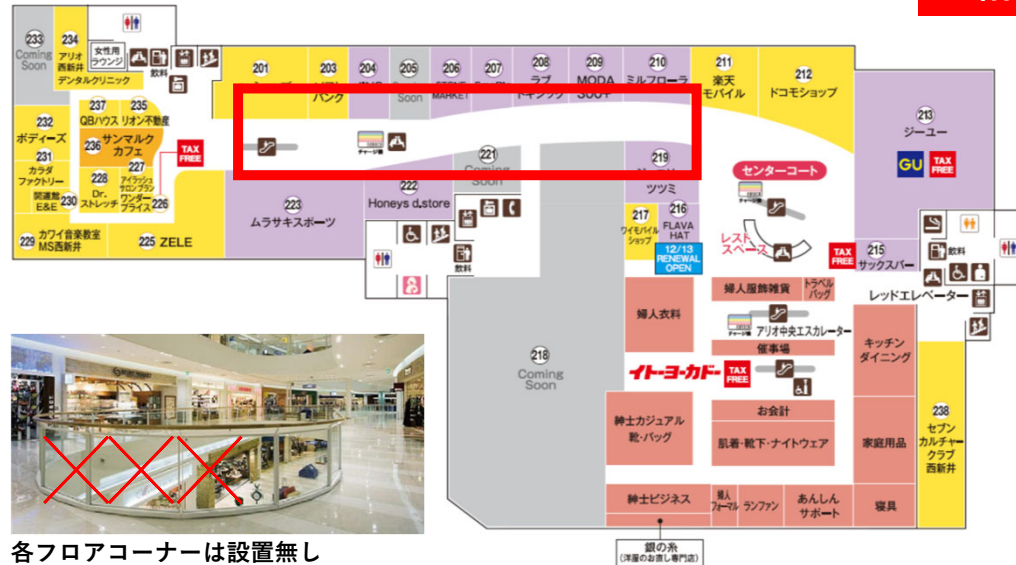 233
Coming
Soon
234
アリオ
西新井
デンタルクリニック
女性用
ラウンジ
飲料
201
203
バンク
204
205
Soon
206
MARKET
207
208
ラブ
209
MODA
210
ミルフローラ
211
楽天
モバイル
212
ドコモショップ
213
ジーユー
GU
TAX
FREE
237
QBハウス
235
リオン不動産
236
サンマルク
カフェ
TAX
FREE
232
ボディーズ
231
カラダ
ファクトリー
開進館
E&E
230
228
Dr.
ストレッチ
227
アイラッシュ
サロン ブラン
ワンダー
プライス
226
229
カワイ音楽教室
MS西新井
225 ZELE
チャージ機
223
ムラサキスポーツ
222
Honeys d.store
221
Soon
219
ツツミ
217
ワイモバイル
ショップ
216
FLAVA
HAT
12/13
RENEWAL
OPEN
センターコート
チャージ機
レスト
スペース
TAX
FREE
215
サックスバー
飲料
飲料
レッドエレベーター
婦人服飾雑貨
トラベル
バッグ
婦人衣料
チャージ機
アリオ中央エスカレーター
催事場
キッチン
ダイニング
イトーヨーカドー
TAX
FREE
218
Coming
Soon
お会計
紳士カジュアル
靴・バッグ
肌着・靴下・ナイトウェア
家庭用品
238
セブン
カルチャー
クラブ
西新井
紳士ビジネス
婦人
フォーマル
ランファン
あんしん
サポート
寝具
銀の糸
(洋服のお直し専門店)
各フロアコーナーは設置無し